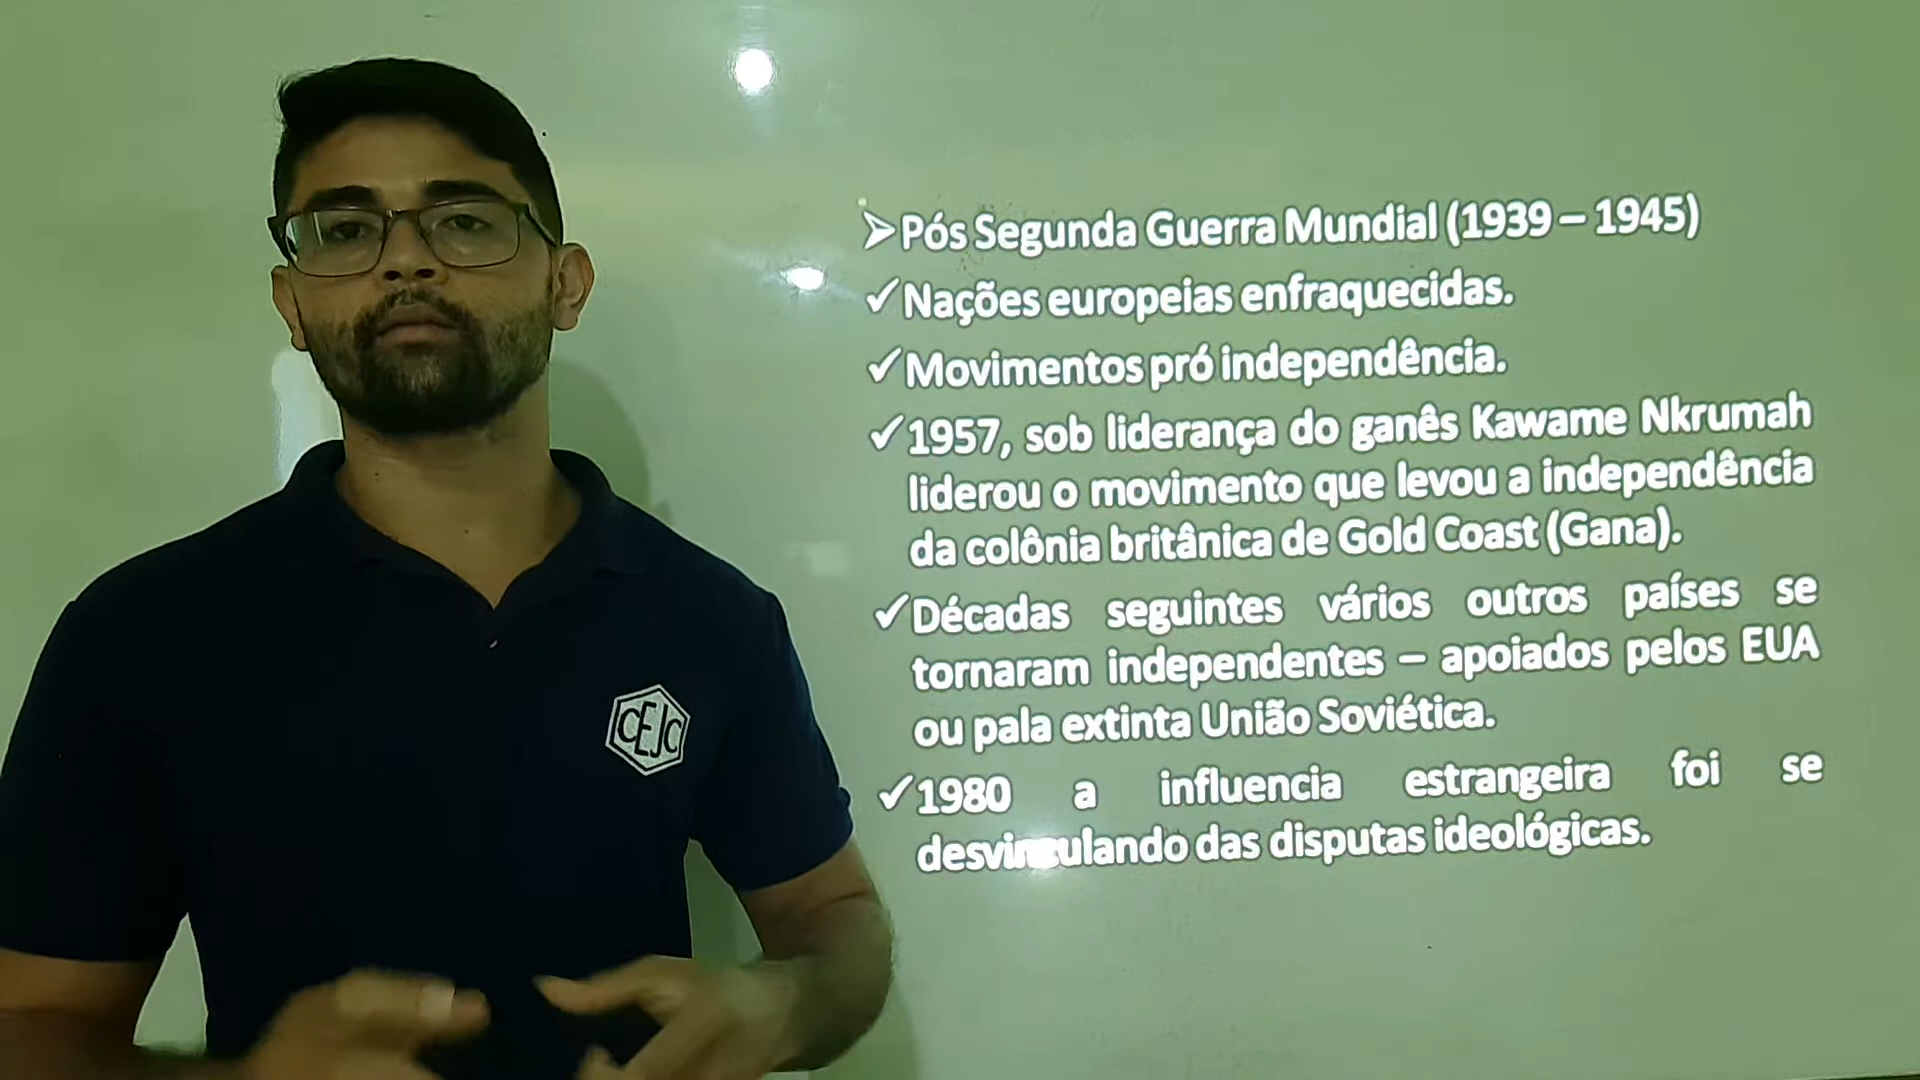 ➢Pós Segunda Guerra Mundial (1939 – 1945)
✓Nações europeias enfraquecidas.
✓Movimentos pró independência.
✓1957, sob liderança do ganês Kawame Nkrumah
liderou o movimento que levou a independência
da colônia britânica de Gold Coast (Gana).
✓Décadas seguintes vários outros países se
tornaram independentes – apoiados pelos EUA
ou pala extinta União Soviética.
✓1980 a influencia estrangeira foi se
desvinculando das disputas ideológicas.
CEJC